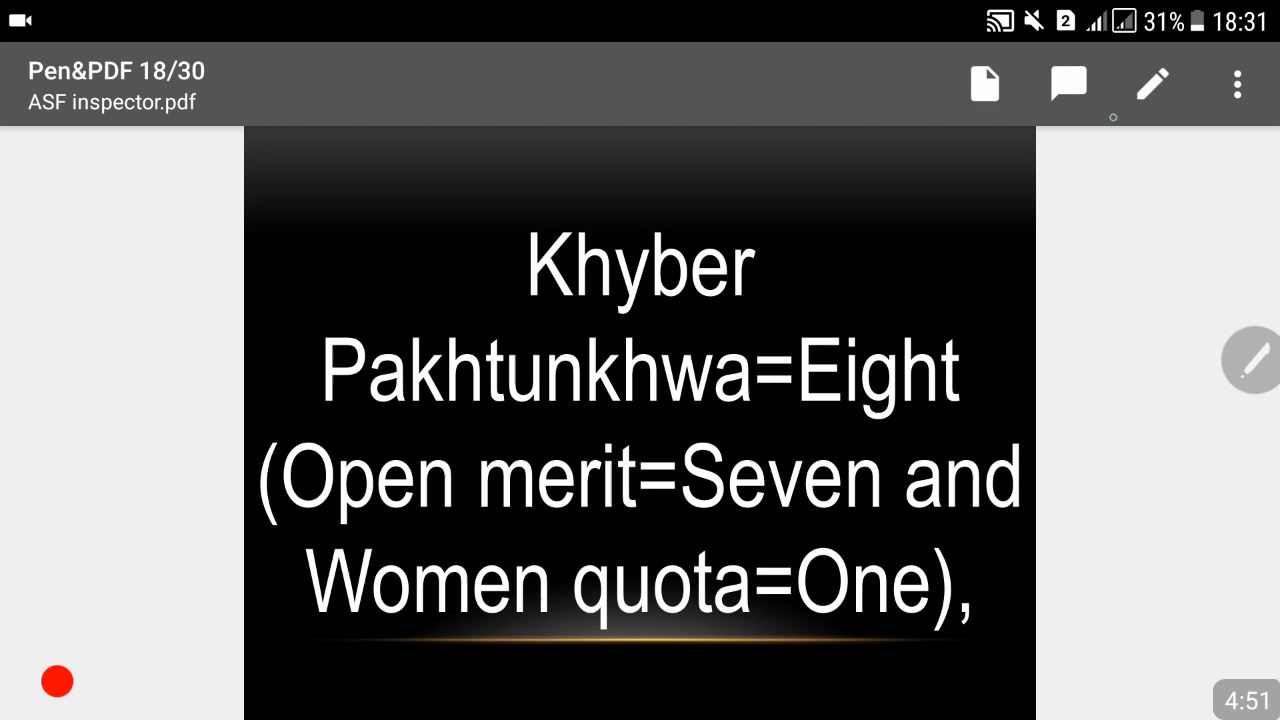 2 31% 18:31
Pen&PDF 18/30
ASF inspector.pdf
Khyber
Pakhtunkhwa=Eight
(Open merit=Seven and
Women quota=One),
4:51